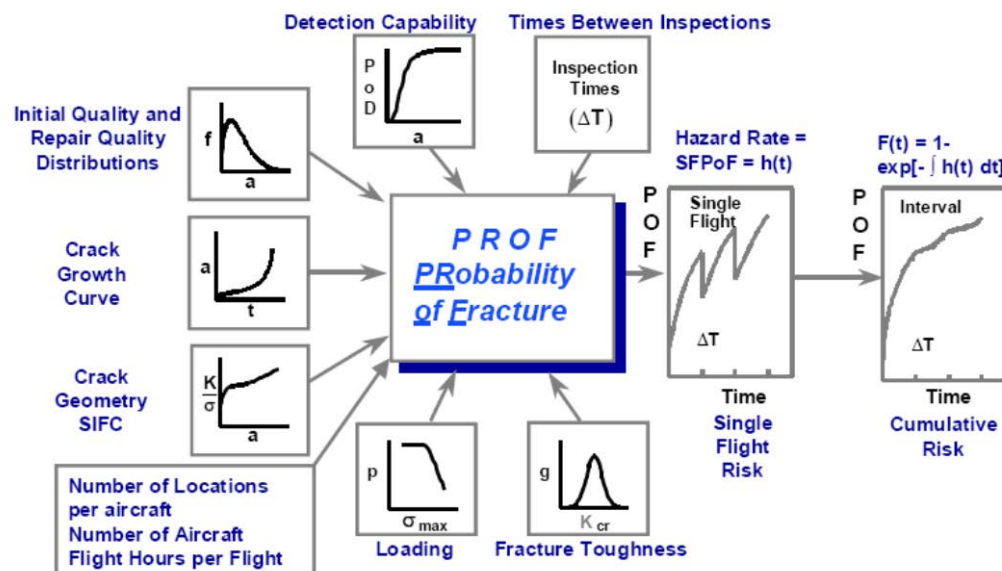 Detection Capability
Times Between Inspections
P
o
D
a
Inspection
Times
(ΔT)
Initial Quality and
Repair Quality
Distributions
f
a
Hazard Rate =
SFPoF = h(t)
F(t) = 1-
exp[- ∫ h(t) dt]
P R O F
PRobability
of Fracture
P
O
F
Single
Flight
ΔT
Time
Single
Flight
Risk
P
O
F
Interval
ΔT
Time
Cumulative
Risk
Crack
Growth
Curve
a
t
Crack
Geometry
SIFC
K
σ
a
Number of Locations
per aircraft
Number of Aircraft
Flight Hours per Flight
p
σ max
Loading
g
K cr
Fracture Toughness